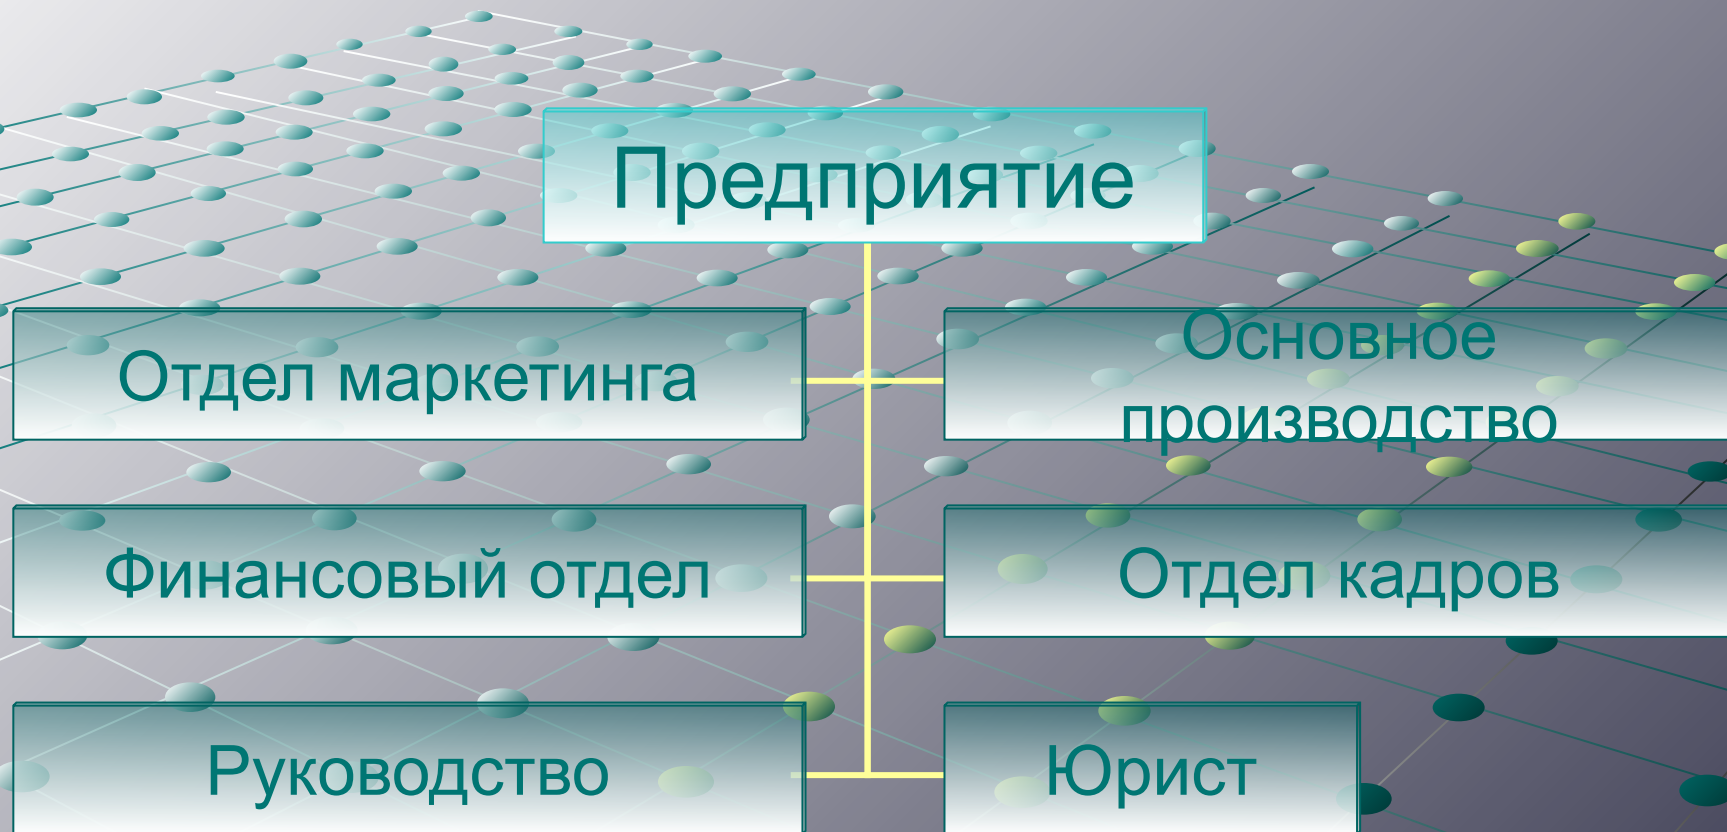 Предприятие
Отдел маркетинга
Основное
производство
Финансовый отдел
Отдел кадров
Руководство
Юрист